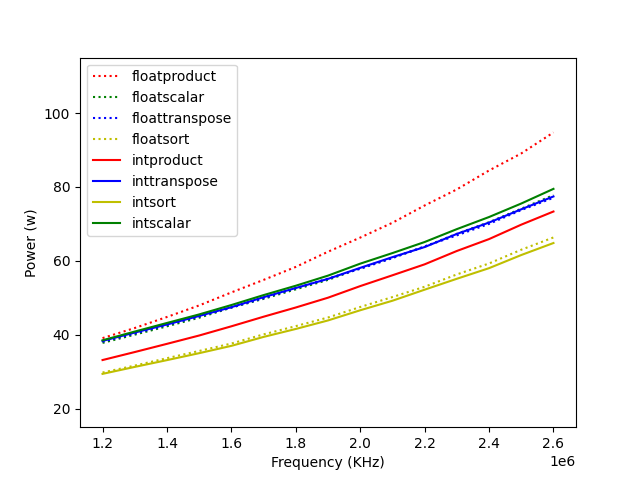 floatproduct
floatscalar
floattranspose
floatsort
intproduct
inttranspose
intsort
intscalar
Power (w)
100
80
60
40
20
1.2 1.4 1.6 1.8 2.0 2.2 2.4 2.6
1e6
Frequency (KHz)